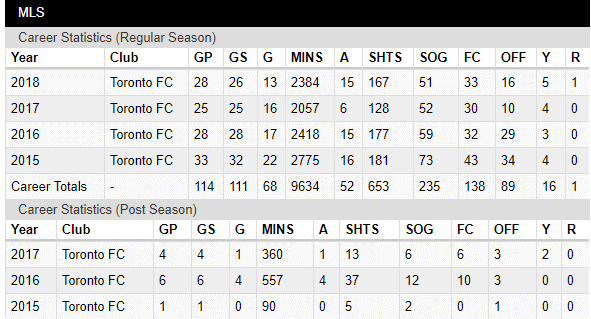 MLS
Career Statistics (Regular Season)
Year Club GP GS G MINS A SHTS SOG FC OFF Y R
2018 Toronto FC 28 26 13 2384 15 167 51 33 16 5 1
2017 Toronto FC 25 25 16 2057 6 128 52 30 10 4 0
2016 Toronto FC 28 28 17 2418 15 177 59 32 29 3 0
2015 Toronto FC 33 32 22 2775 16 181 73 43 34 4 0
Career Totals - 114 111 68 9634 52 653 235 138 89 16 1
Career Statistics (Post Season)
Year Club GP GS G MINS A SHTS SOG FC OFF Y R
2017 Toronto FC 4 4 1 360 1 13 6 6 3 2 0
2016 Toronto FC 6 6 4 557 4 37 12 10 3 0 0
2015 Toronto FC 1 1 0 90 0 5 2 0 1 0 0